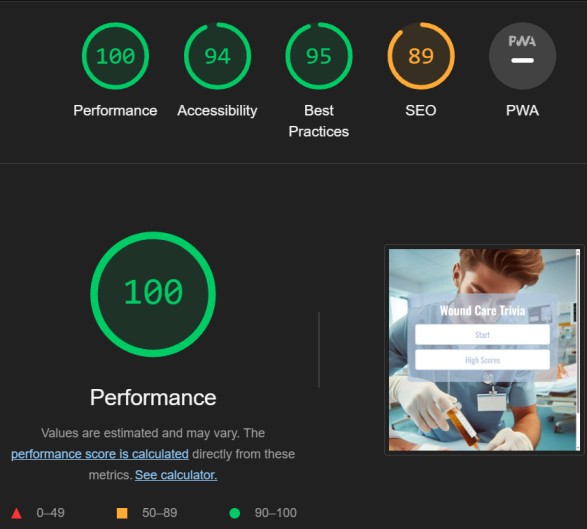 100
94
95
89
PWA
Performance
Accessibility
Best
Practices
SEO
PWA
100
Performance
Values are estimated and may vary. The
performance score is calculated directly from these
metrics. See calculator.
0–49
50–89
90–100
Wound Care Trivia
Start
High Scores